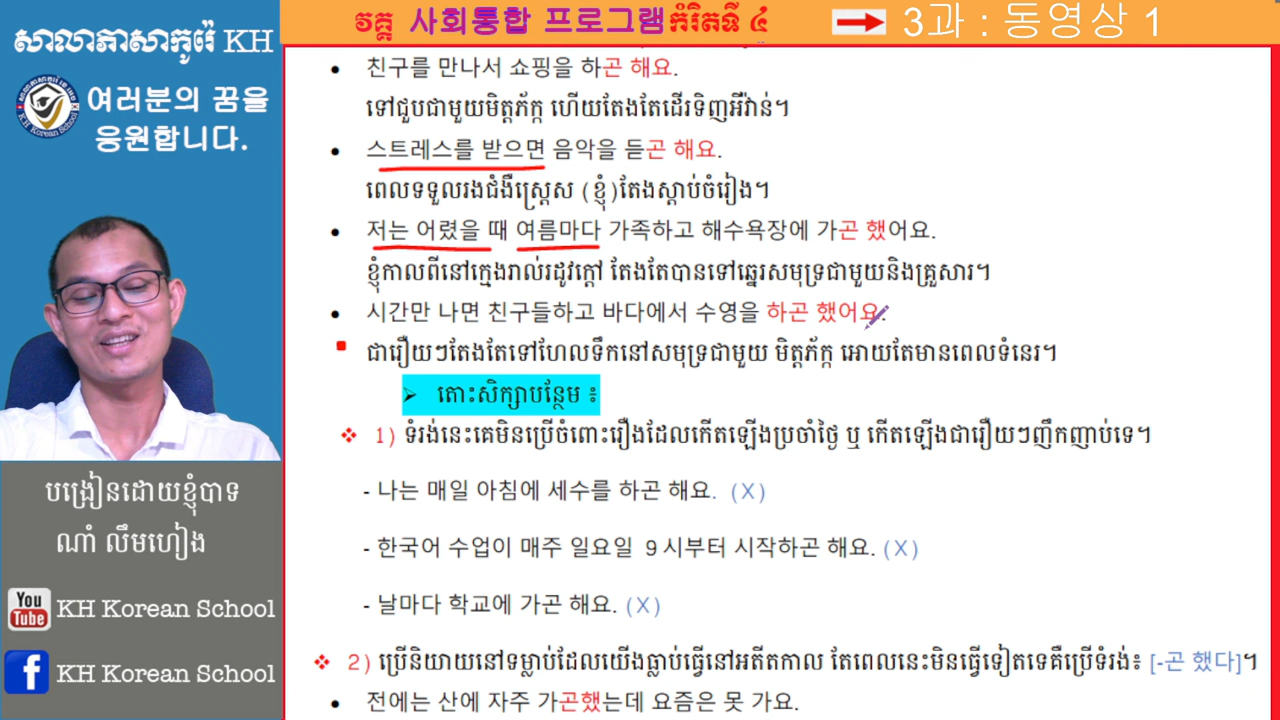 សាលាភាសាកូរ៉េ KH
វគ្គ 사회통합 프로그램កំរិតទី ៤
3과 : 동영상 1
여러분의 꿈을
응원합니다.
KH Korean School
• 친구를 만나서 쇼핑을 하곤 해요.
ទៅជួបជាមួយមិត្តភ័ក្ក ហើយតែងតែដើរទិញអីវ៉ាន់។
• 스트레스를 받으면 음악을 듣곤 해요.
ពេលទទួលរងជំងឺស្ត្រេស (ខ្ញុំ)តែងស្តាប់ចំរៀង។
• 저는 어렸을 때 여름마다 가족하고 해수욕장에 가곤 했어요.
ខ្ញុំកាលពីនៅក្មេងរាល់រដូវក្តៅ តែងតែបានទៅឆ្នេរសមុទ្រជាមួយនិងគ្រួសារ។
• 시간만 나면 친구들하고 바다에서 수영을 하곤 했어요.
ជារឿយៗតែងតែទៅហែលទឹកនៅសមុទ្រជាមួយ មិត្តភ័ក្ក អោយតែមានពេលទំនេរ។
➢ តោះសិក្សាបន្ថែម ៖
❖ 1) ទំរង់នេះគេមិនប្រើចំពោះរឿងដែលកើតឡើងប្រចាំថ្ងៃ ឬ កើតឡើងជារឿយៗញឹកញាប់ទេ។
- 나는 매일 아침에 세수를 하곤 해요. (X)
- 한국어 수업이 매주 일요일 9시부터 시작하곤 해요. (X)
- 날마다 학교에 가곤 해요. (X)
❖ 2) ប្រើនិយាយនៅទម្លាប់ដែលយើងធ្លាប់ធ្វើនៅអតីតកាល តែពេលនេះមិនធ្វើទៀតទេគឺប្រើទំរង់៖ [-곤 했다]។
• 전에는 산에 자주 가곤했는데 요즘은 못 가요.
បង្រៀនដោយខ្ញុំបាទ
ណាំ លឹមហៀង
You Tube KH Korean School
f KH Korean School